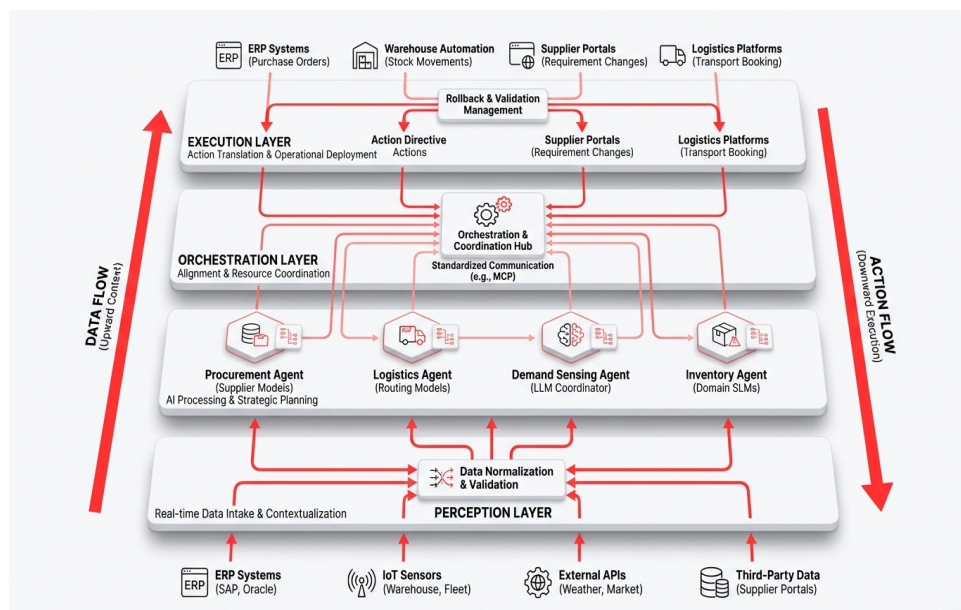 ERP Systems
(Purchase Orders)
Warehouse Automation
(Stock Movements)
Supplier Portals
(Requirement Changes)
Logistics Platforms
(Transport Booking)
ERP
Rollback & Validation
Management
EXECUTION LAYER
Action Translation & Operational Deployment
Action Directive
Actions
Supplier Portals
(Requirement Changes)
Logistics Platforms
(Transport Booking)
Orchestration &
Coordination Hub
Standardized Communication
(e.g., MCP)
ORCHESTRATION LAYER
Alignment & Resource Coordination
DATA FLOW
(Upward Context)
ACTION FLOW
(Downward Execution)
Procurement Agent
(Supplier Models)
AI Processing & Strategic Planning
Logistics Agent
(Routing Models)
Demand Sensing Agent
(LLM Coordinator)
Inventory Agent
(Domain SLMs)
Data Normalization
& Validation
Real-time Data Intake & Contextualization
PERCEPTION LAYER
ERP
ERP Systems
(SAP, Oracle)
IoT Sensors
(Warehouse, Fleet)
External APIs
(Weather, Market)
Third-Party Data
(Supplier Portals)